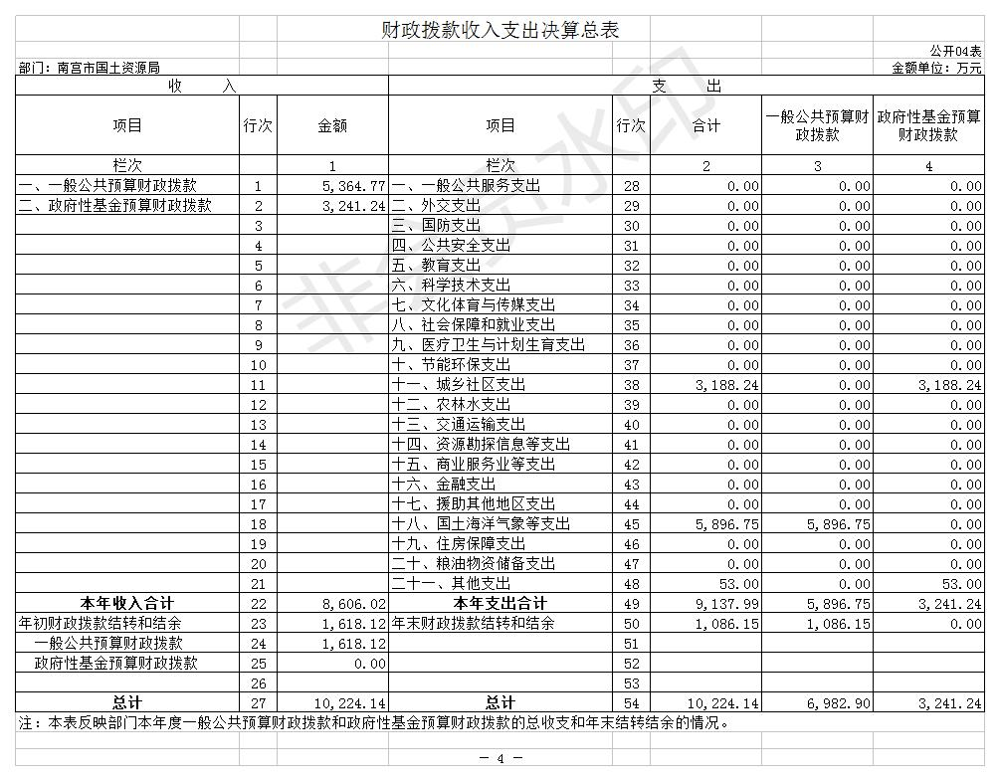 财政拨款收入支出决算总表
公开04表
部门：南宫市国土资源局 金额单位：万元
收 入 支 出
项目 行次 金额 项目 行次 合计 一般公共预算财政拨款 政府性基金预算财政拨款
栏次 1 栏次 2 3 4
一、一般公共预算财政拨款 1 5,364.77 一、一般公共服务支出 28 0.00 0.00 0.00
二、政府性基金预算财政拨款 2 3,241.24 二、外交支出 29 0.00 0.00 0.00
3 三、国防支出 30 0.00 0.00 0.00
4 四、公共安全支出 31 0.00 0.00 0.00
5 五、教育支出 32 0.00 0.00 0.00
6 六、科学技术支出 33 0.00 0.00 0.00
7 七、文化体育与传媒支出 34 0.00 0.00 0.00
8 八、社会保障和就业支出 35 0.00 0.00 0.00
9 九、医疗卫生与计划生育支出 36 0.00 0.00 0.00
10 十、节能环保支出 37 0.00 0.00 0.00
11 十一、城乡社区支出 38 3,188.24 0.00 3,188.24
12 十二、农林水支出 39 0.00 0.00 0.00
13 十三、交通运输支出 40 0.00 0.00 0.00
14 十四、资源勘探信息等支出 41 0.00 0.00 0.00
15 十五、商业服务业等支出 42 0.00 0.00 0.00
16 十六、金融支出 43 0.00 0.00 0.00
17 十七、援助其他地区支出 44 0.00 0.00 0.00
18 十八、国土海洋气象等支出 45 5,896.75 5,896.75 0.00
19 十九、住房保障支出 46 0.00 0.00 0.00
20 二十、粮油物资储备支出 47 0.00 0.00 0.00
21 二十一、其他支出 48 53.00 0.00 53.00
本年收入合计 22 8,606.02 本年支出合计 49 9,137.99 5,896.75 3,241.24
年初财政拨款结转和结余 23 1,618.12 年末财政拨款结转和结余 50 1,086.15 1,086.15 0.00
一般公共预算财政拨款 24 1,618.12 51
政府性基金预算财政拨款 25 0.00 52
26 53
总计 27 10,224.14 总计 54 10,224.14 6,982.90 3,241.24
注：本表反映部门本年度一般公共预算财政拨款和政府性基金预算财政拨款的总收支和年末结转结余的情况。
— 4 —
非会员水印